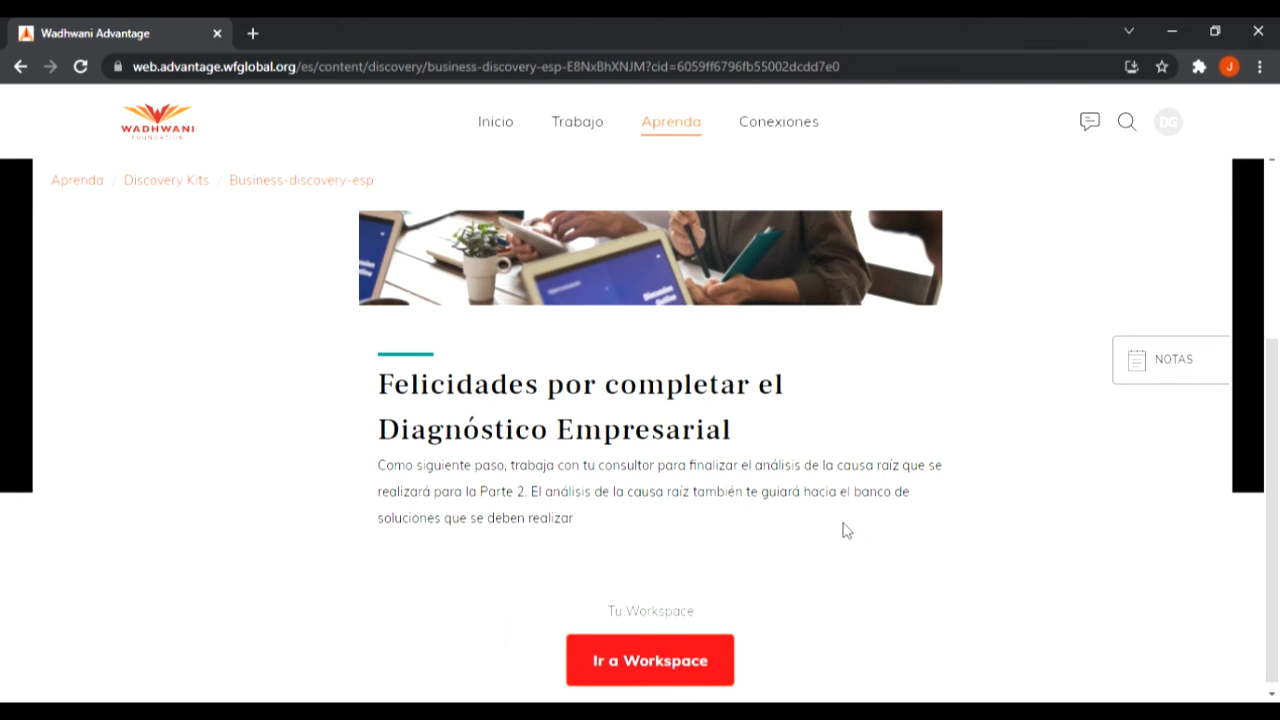 Wadhwani Advantage
web.advantage.wfglobal.org/es/content/discovery/business-discovery-esp-E8NxBhXNJM?cid=6059ff6796fb55002dcdd7e0
J
WADHWANI
FOUNDATION
Inicio
Trabajo
Aprenda
Conexiones
DG
Aprenda / Discovery Kits / Business-discovery-esp
NOTAS
Felicidades por completar el
Diagnóstico Empresarial
Como siguiente paso, trabaja con tu consultor para finalizar el análisis de la causa raíz que se
realizará para la Parte 2. El análisis de la causa raíz también te guiará hacia el banco de
soluciones que se deben realizar
Tu Workspace
Ir a Workspace